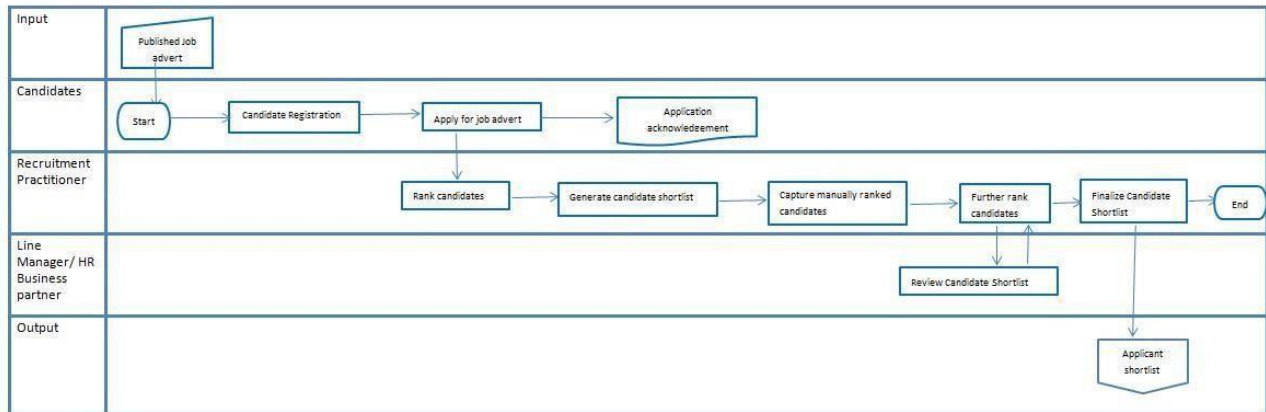 Input
Published Job
advert
Candidates
Start
Candidate Registration
Apply for job advert
Application
acknowledeement
Recruitment
Practitioner
Rank candidates
Generate candidate shortlist
Capture manually ranked
candidates
Further rank
candidates
Finalize Candidate
Shortlist
End
Line
Manager/ HR
Business
partner
Review Candidate Shortlist
Output
Applicant
shortlist